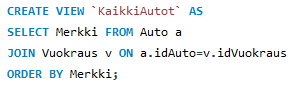 CREATE VIEW `KaikkiAutot` AS
SELECT Merkki FROM Auto a
JOIN Vuokraus v ON a.idAuto=v.idVuokraus
ORDER BY Merkki;